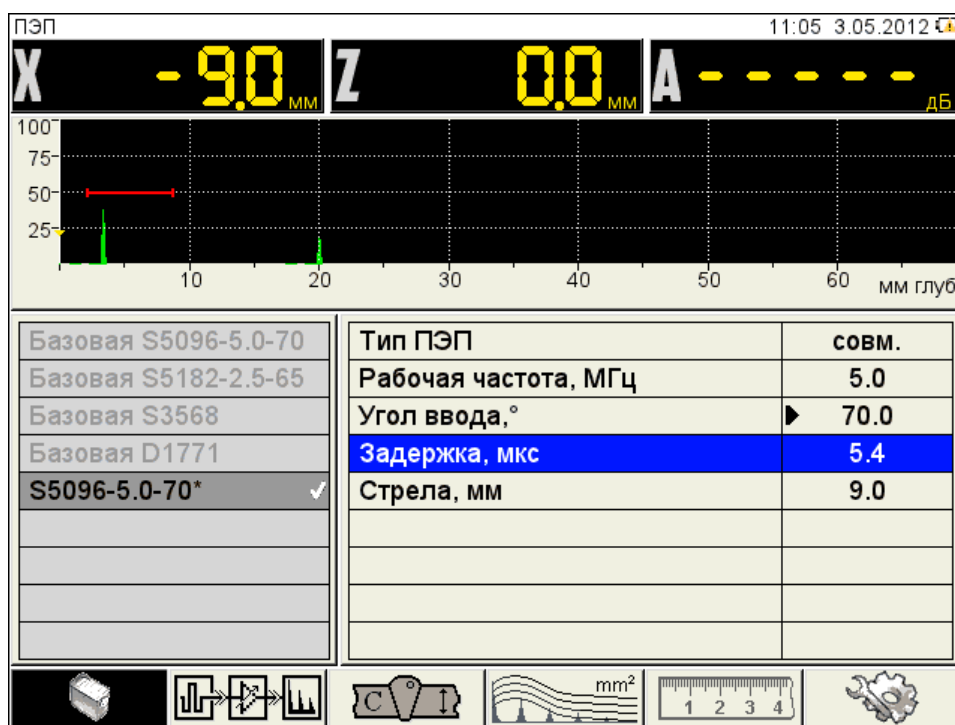 ПЭП 11:05 3.05.2012
X -9.0 мм Z 0.0 мм A - - - - - дБ
100
75
50
25
10 20 30 40 50 60 мм глуб
Базовая S5096-5.0-70
Базовая S5182-2.5-65
Базовая S3568
Базовая D1771
S5096-5.0-70*
Тип ПЭП совм.
Рабочая частота, МГц 5.0
Угол ввода,° 70.0
Задержка, мкс 5.4
Стрела, мм 9.0
C mm² 1 2 3 4